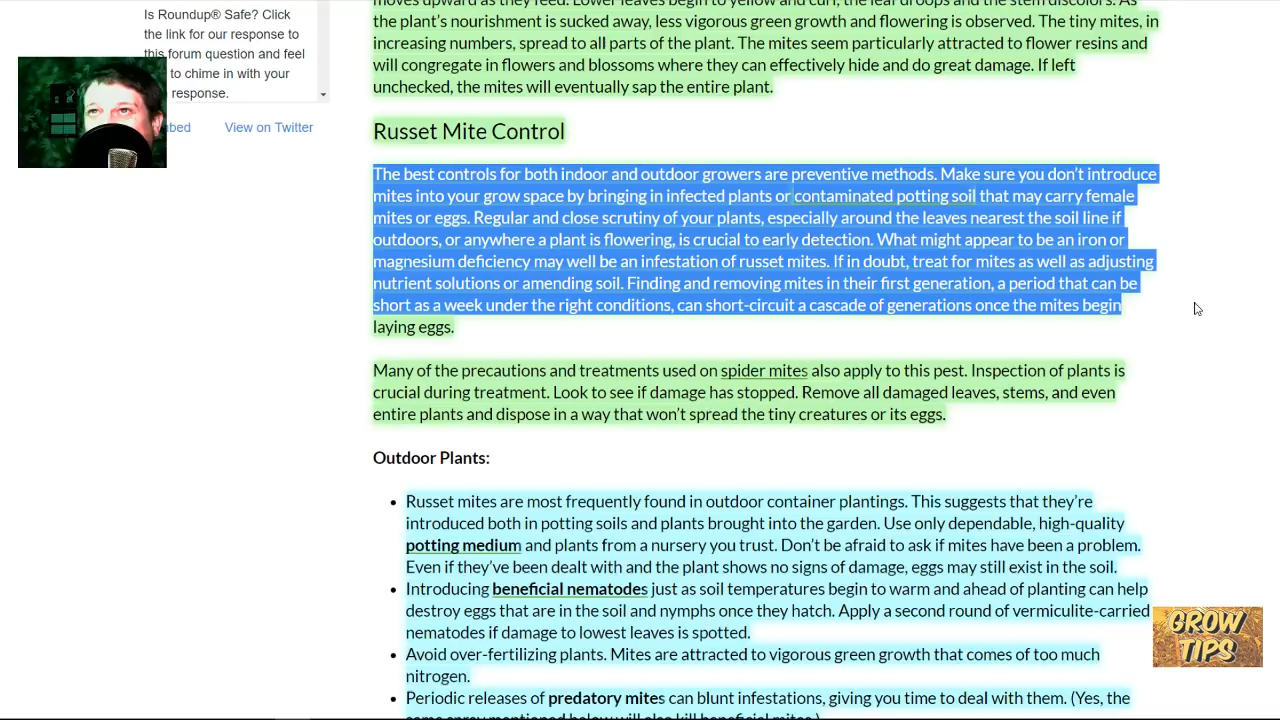 Is Roundup® Safe? Click
the link for our response to
this forum question and feel
to chime in with your
response.
View on Twitter
moves upward as they feed. Lower leaves begin to yellow and curl, the leaf droops and the stem discolors. As
the plant’s nourishment is sucked away, less vigorous green growth and flowering is observed. The tiny mites, in
increasing numbers, spread to all parts of the plant. The mites seem particularly attracted to flower resins and
will congregate in flowers and blossoms where they can effectively hide and do great damage. If left
unchecked, the mites will eventually sap the entire plant.
Russet Mite Control
The best controls for both indoor and outdoor growers are preventive methods. Make sure you don’t introduce
mites into your grow space by bringing in infected plants or contaminated potting soil that may carry female
mites or eggs. Regular and close scrutiny of your plants, especially around the leaves nearest the soil line if
outdoors, or anywhere a plant is flowering, is crucial to early detection. What might appear to be an iron or
magnesium deficiency may well be an infestation of russet mites. If in doubt, treat for mites as well as adjusting
nutrient solutions or amending soil. Finding and removing mites in their first generation, a period that can be
short as a week under the right conditions, can short-circuit a cascade of generations once the mites begin
laying eggs.
Many of the precautions and treatments used on spider mites also apply to this pest. Inspection of plants is
crucial during treatment. Look to see if damage has stopped. Remove all damaged leaves, stems, and even
entire plants and dispose in a way that won’t spread the tiny creatures or its eggs.
Outdoor Plants:
Russet mites are most frequently found in outdoor container plantings. This suggests that they’re
introduced both in potting soils and plants brought into the garden. Use only dependable, high-quality
potting medium and plants from a nursery you trust. Don’t be afraid to ask if mites have been a problem.
Even if they’ve been dealt with and the plant shows no signs of damage, eggs may still exist in the soil.
Introducing beneficial nematodes just as soil temperatures begin to warm and ahead of planting can help
destroy eggs that are in the soil and nymphs once they hatch. Apply a second round of vermiculite-carried
nematodes if damage to lowest leaves is spotted.
Avoid over-fertilizing plants. Mites are attracted to vigorous green growth that comes of too much
nitrogen.
Periodic releases of predatory mites can blunt infestations, giving you time to deal with them. (Yes, the
same spray mentioned below will also kill beneficial mites.)
GROW
TIPS